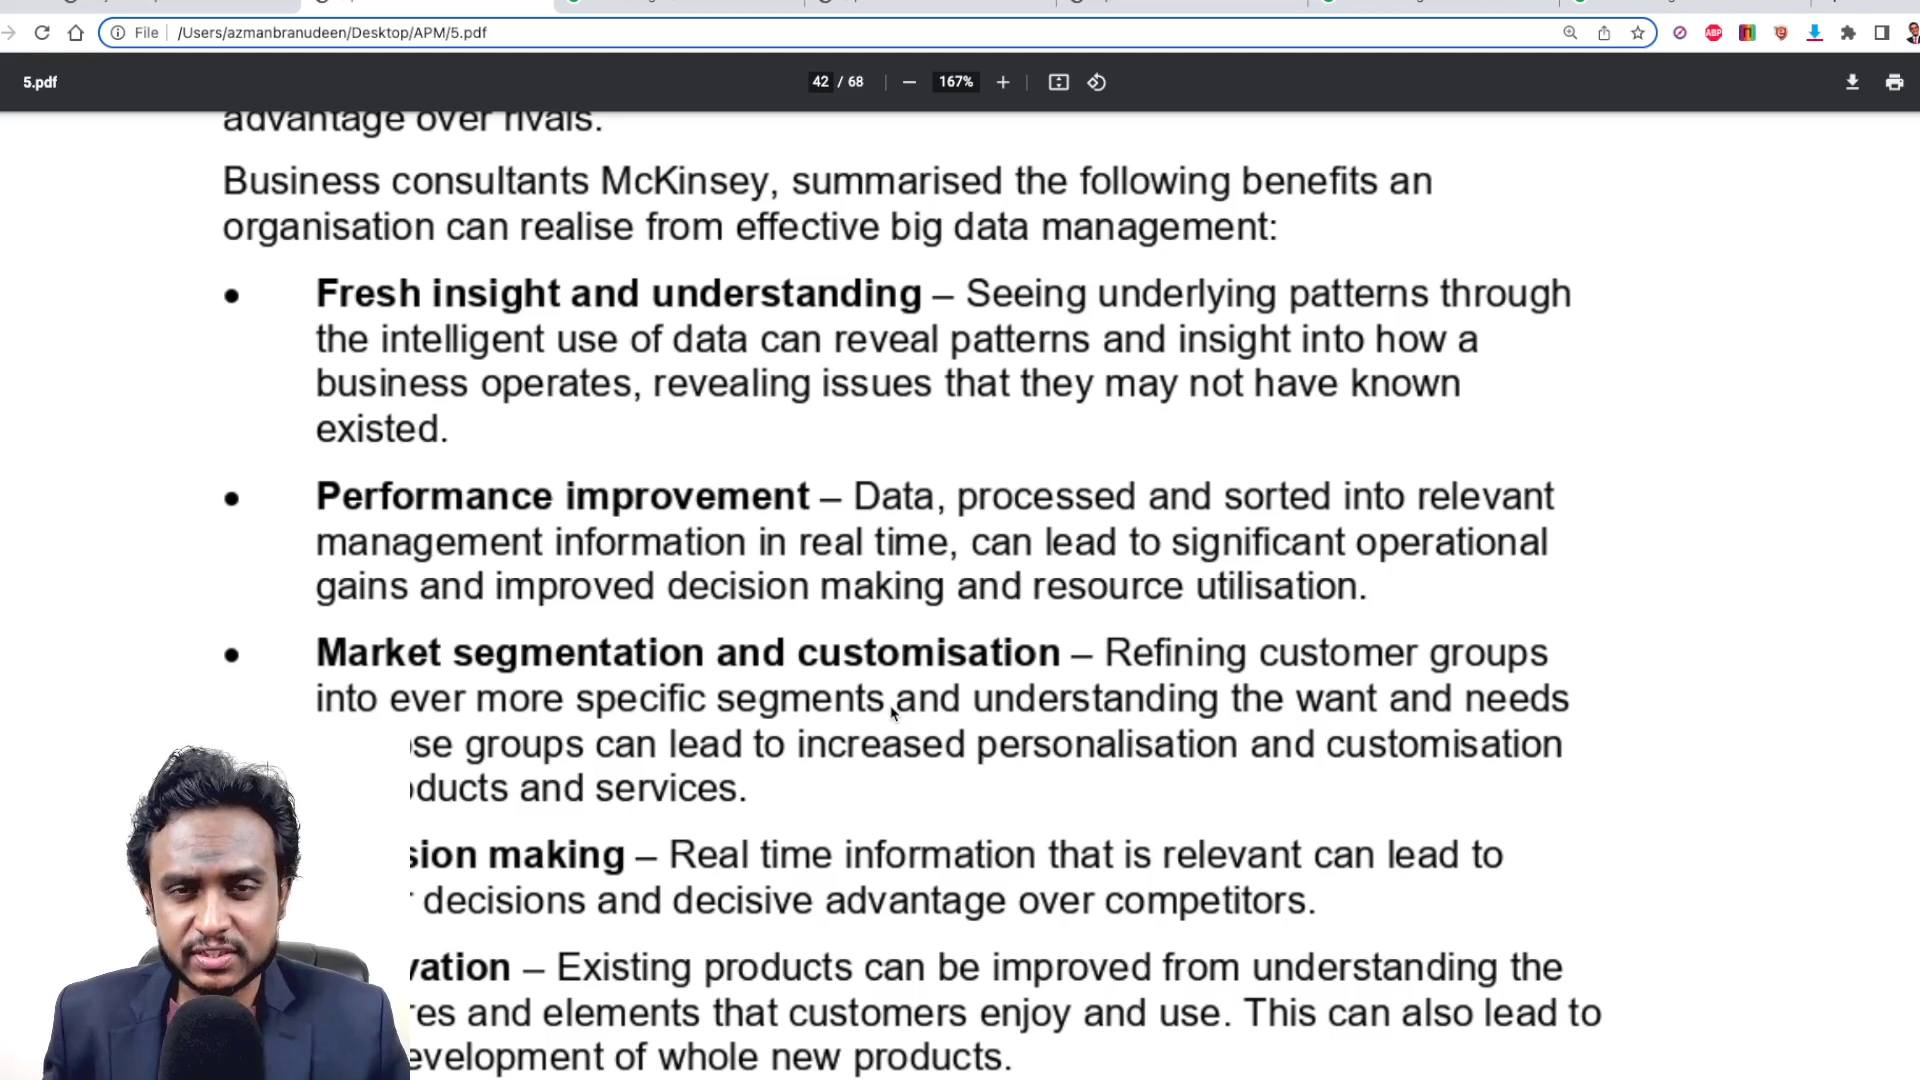 File
/Users/azmanbranudeen/Desktop/APM/5.pdf
ABP
5.pdf
42 / 68
167%
advantage over rivals.
Business consultants McKinsey, summarised the following benefits an
organisation can realise from effective big data management:
• Fresh insight and understanding – Seeing underlying patterns through
the intelligent use of data can reveal patterns and insight into how a
business operates, revealing issues that they may not have known
existed.
• Performance improvement – Data, processed and sorted into relevant
management information in real time, can lead to significant operational
gains and improved decision making and resource utilisation.
• Market segmentation and customisation – Refining customer groups
into ever more specific segments and understanding the want and needs
groups can lead to increased personalisation and customisation
and services.
making – Real time information that is relevant can lead to
decisions and decisive advantage over competitors.
– Existing products can be improved from understanding the
and elements that customers enjoy and use. This can also lead to
of whole new products.